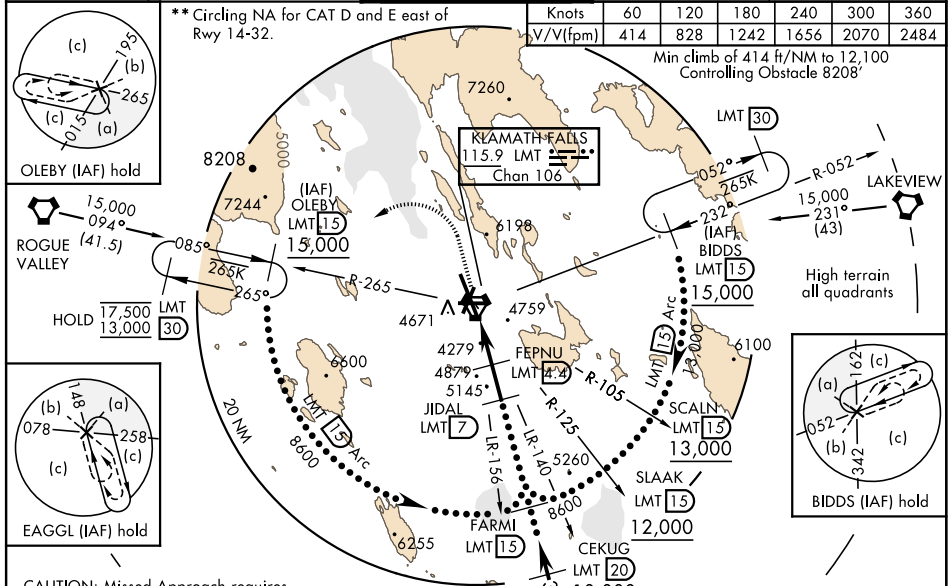 ** Circling NA for CAT D and E east of
Rwy 14-32.
Knots 60 120 180 240 300 360
V/V(fpm) 414 828 1242 1656 2070 2484
Min climb of 414 ft/NM to 12,100
Controlling Obstacle 8208'
(c)
195
(b)
265
(c)
(a)
015
OLEBY (IAF) hold
7260
5000
8208
7244
KLAMATH FALLS
115.9 LMT
Chan 106
LMT 30
052°
265K
232°
R-052
15,000
231°
(43)
LAKEVIEW
(IAF)
OLEBY
LMT 15
15,000
6198
(IAF)
BIDDS
LMT 15
15,000
15,000
094°
(41.5)
ROGUE
VALLEY
085°
265K
265°
R-265
High terrain
all quadrants
HOLD 17,500 LMT
13,000 30
4671
4759
LMT 15 Arc
13,000
6100
6600
4279
4879
5145
FEPNU
LMT 4.4
R-105
R-125
JIDAL
LMT 7
SCALN
LMT 15
13,000
20 NM
LMT 15 Arc
8600
LR-156
LR-140
5260
8600
SLAAK
LMT 15
12,000
FARMI
LMT 15
6255
CEKUG
LMT 20
148
(b)
(a)
078
258
(c)
(c)
EAGGL (IAF) hold
162
(c)
(a)
052
(b)
(c)
342
BIDDS (IAF) hold